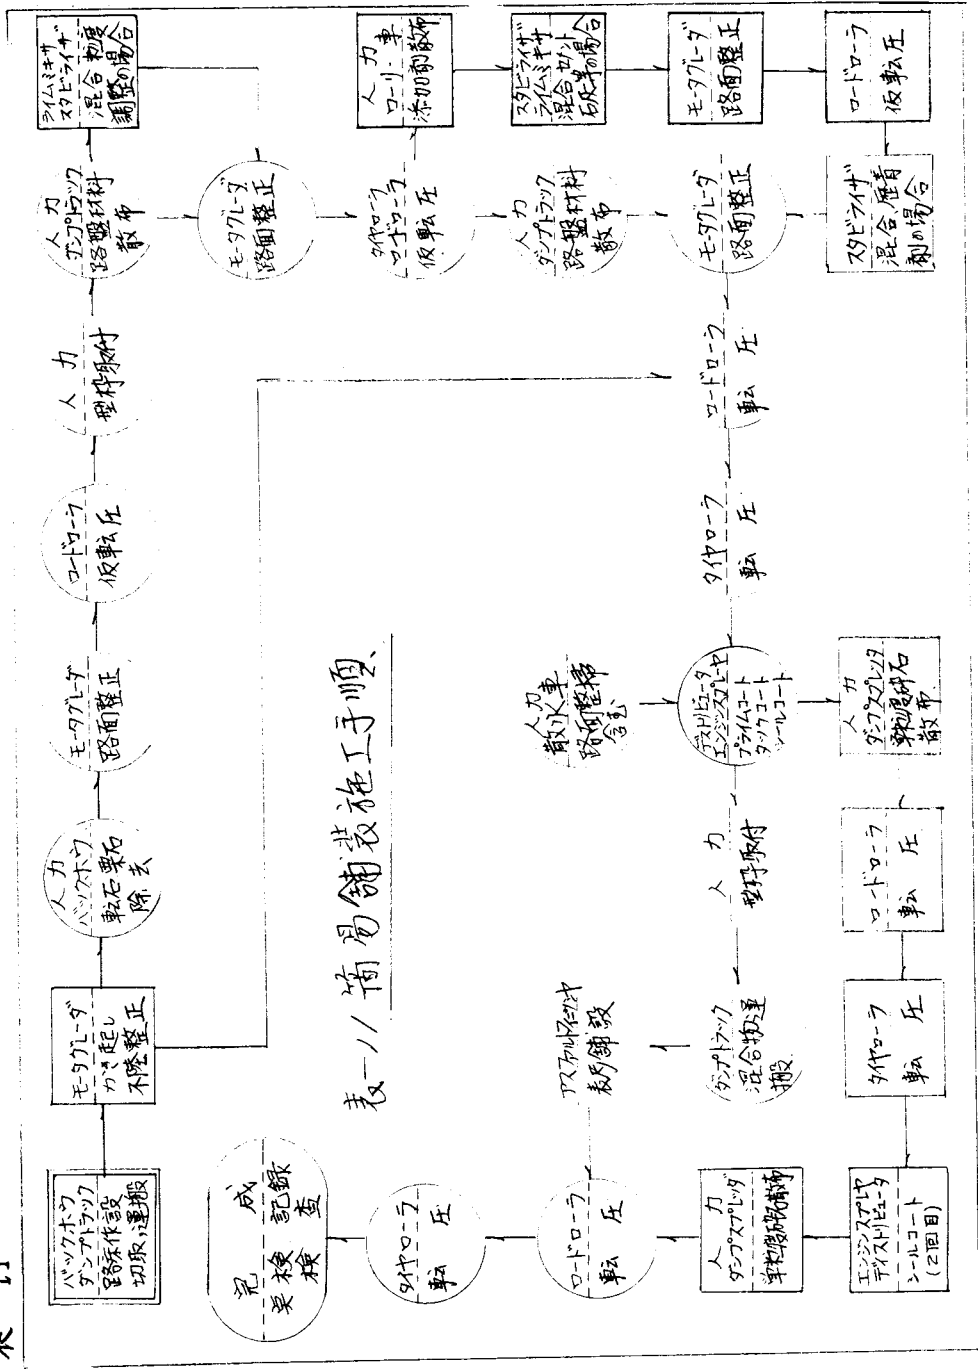 表-11 簡易舗装施工手順
バックホウ
ダンプトラック
路床作設
切取、運搬
モータグレーダ
かき起し
不陸整正
人力
バックホウ
転石栗石
除去
モータグレーダ
路面整正
ロードローラ
仮転圧
人力
型枠取付
人力
ダンプトラック
路盤材料
散布
ライムミキサ
スタビライザ
混合粒度
調整の場合
モータグレーダ
路面整正
タイヤローラ
ロードローラ
仮転圧
人力
ローリー車
添加剤散布
スタビライザ
ライムミキサ
混合セメント
石灰等の場合
人力
ダンプトラック
路盤材料
散布
モータグレーダ
路面整正
モータグレーダ
路面整正
ロードローラ
仮転圧
スタビライザ
混合、歴青
剤の場合
ロードローラ
転圧
タイヤローラ
転圧
人力
散水車
路面整掃
含む
デストリビュータ
エンジンスプレーヤ
プライムコート
タックコート
シールコート
人力
ダンプスプレッタ
単粒度砕石
散布
ロードローラ
転圧
タイヤローラ
転圧
エンジンスプレヤ
ディストリビュータ
シールコート
(2回目)
人力
ダンプスプレッダ
単粒度砕石散布
人力
型枠取付
ダンプトラック
混合物運
搬
アスファルトフィニッシャ
表層舗設
ロードローラ
転圧
タイヤローラ
転圧
完成
点検記録
検査